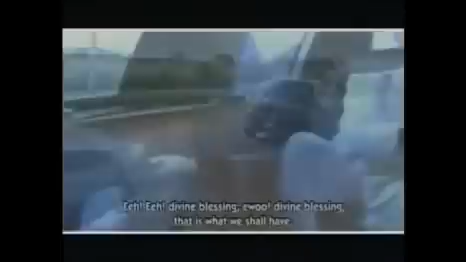 Eeh! Eeh! divine blessing, ewoo! divine blessing,
that is what we shall have